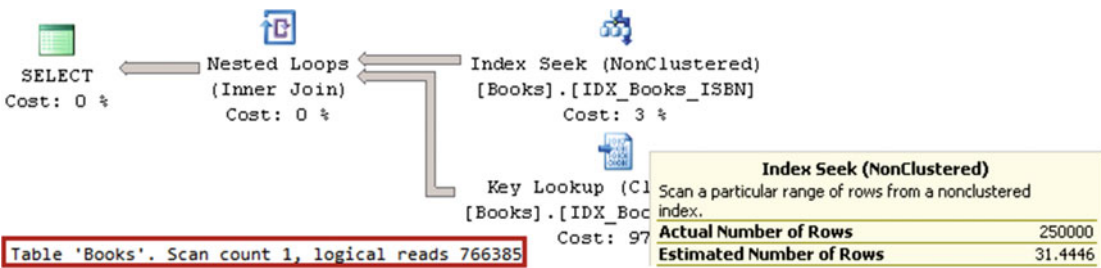 SELECT
Cost: 0 %
Nested Loops
(Inner Join)
Cost: 0 %
Index Seek (NonClustered)
[Books].[IDX_Books_ISBN]
Cost: 3 %
Key Lookup (Cl
[Books].[IDX_Boo
Cost: 97
Index Seek (NonClustered)
Scan a particular range of rows from a nonclustered
index.
Actual Number of Rows 250000
Estimated Number of Rows 31.4446
Table 'Books'. Scan count 1, logical reads 766385